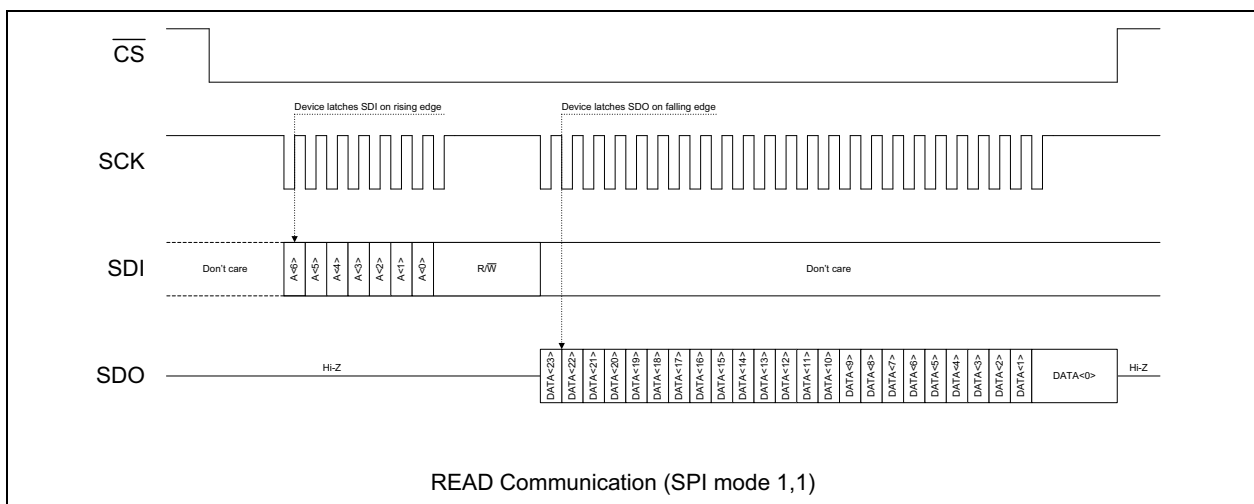 CS
Device latches SDI on rising edge
Device latches SDO on falling edge
SCK
SDI
Don't care
A<6>
A<5>
A<4>
A<3>
A<2>
A<1>
A<0>
R/W
Don't care
SDO
Hi-Z
DATA<23>
DATA<22>
DATA<21>
DATA<20>
DATA<19>
DATA<18>
DATA<17>
DATA<16>
DATA<15>
DATA<14>
DATA<13>
DATA<12>
DATA<11>
DATA<10>
DATA<9>
DATA<8>
DATA<7>
DATA<6>
DATA<5>
DATA<4>
DATA<3>
DATA<2>
DATA<1>
DATA<0>
Hi-Z
READ Communication (SPI mode 1,1)